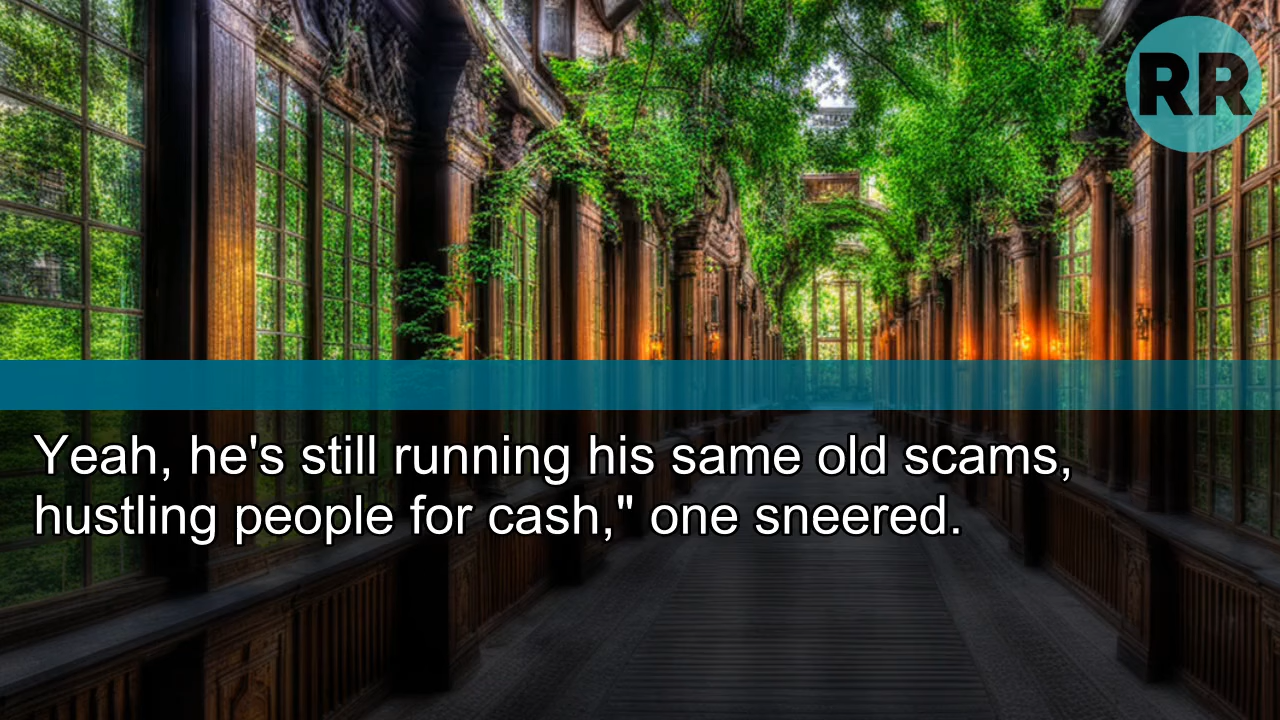 RR
Yeah, he's still running his same old scams,
hustling people for cash," one sneered.